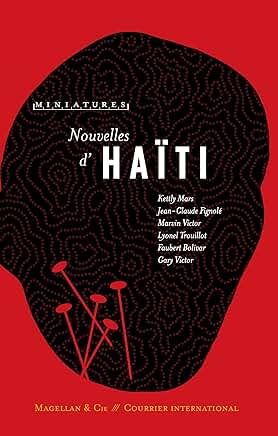 MINIATURES
Nouvelles
d' HAÏTI
Kettly Mars
Jean-Claude Fignolé
Marvin Victor
Lyonel Trouillot
Faubert Bolivar
Gary Victor
MAGELLAN & CIE /// COURRIER INTERNATIONAL